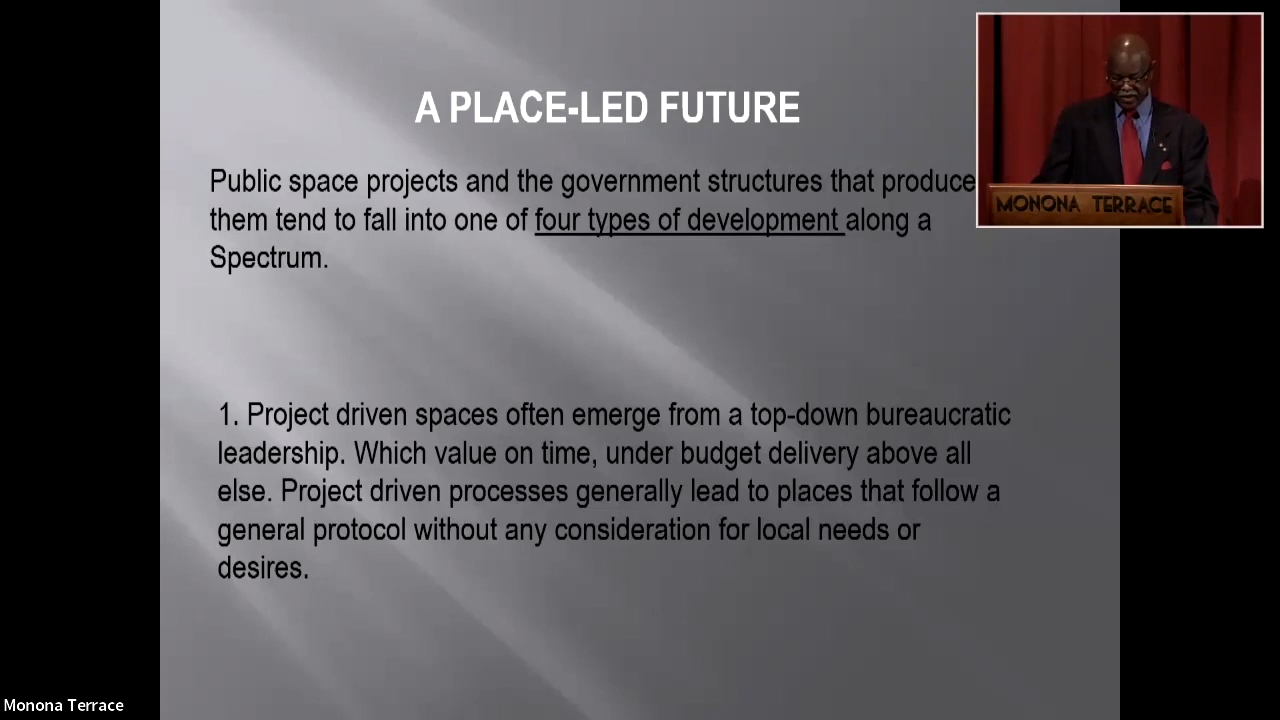 A PLACE-LED FUTURE
Public space projects and the government structures that produce
them tend to fall into one of four types of development along a
Spectrum.
MONONA TERRACE
1. Project driven spaces often emerge from a top-down bureaucratic
leadership. Which value on time, under budget delivery above all
else. Project driven processes generally lead to places that follow a
general protocol without any consideration for local needs or
desires.
Monona Terrace